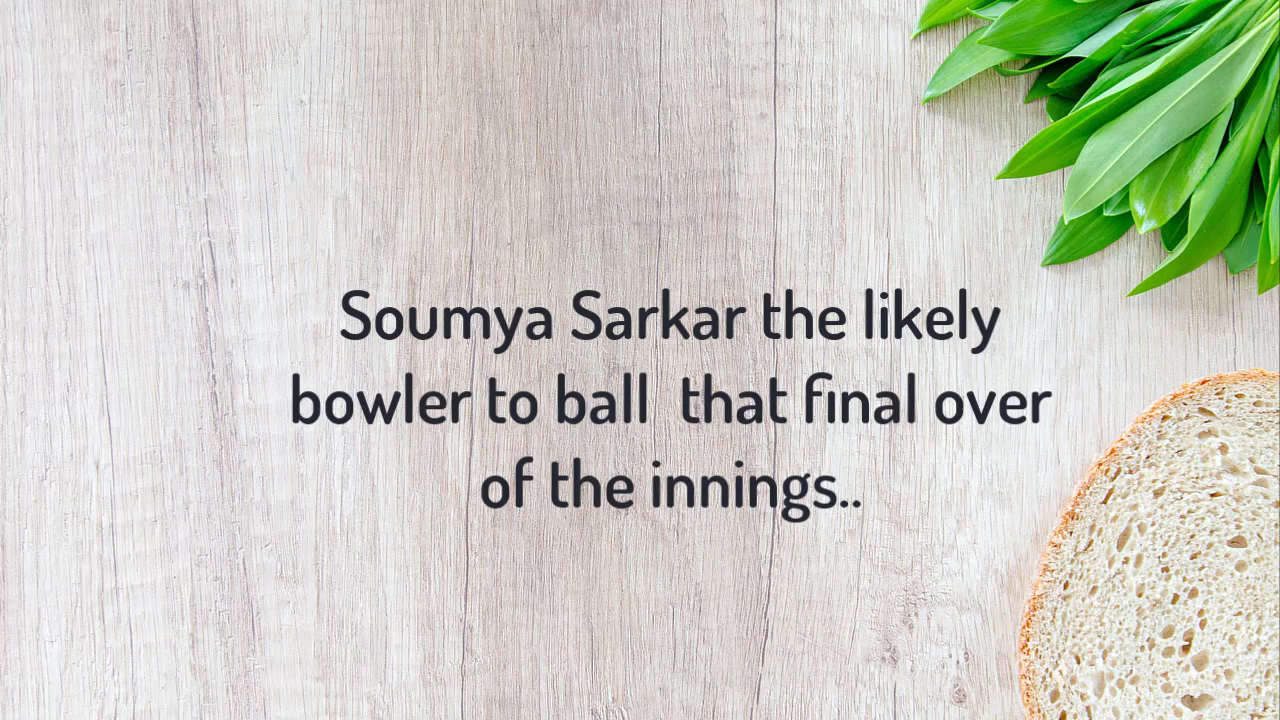 Soumya Sarkar the likely
bowler to ball  that final over
of the innings..